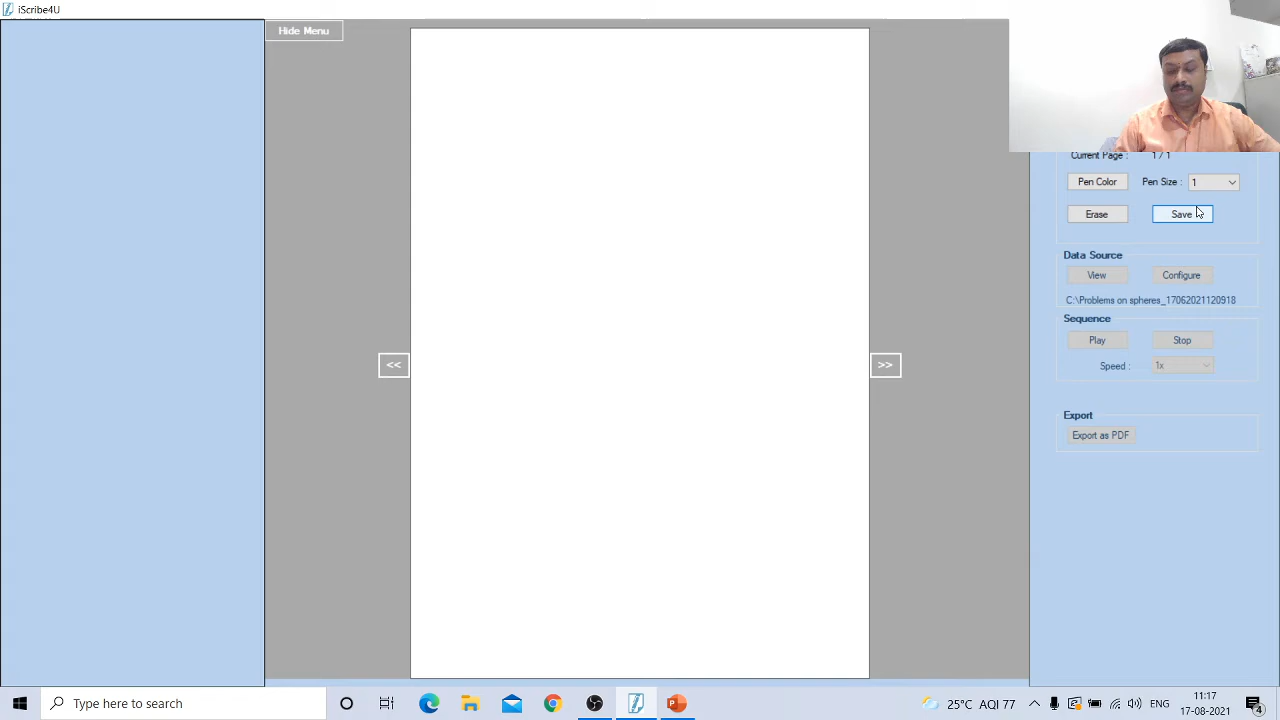 iScribe4U
Hide Menu
Current Page : 1 / 1
Pen Color Pen Size : 1
Erase Save
Data Source
View Configure
C:\Problems on spheres_17062021120918
Sequence
<< >>
Play Stop
Speed : 1x
Export
Export as PDF
Type here to search
25°C AQI 77
ENG
11:17
17-08-2021
4